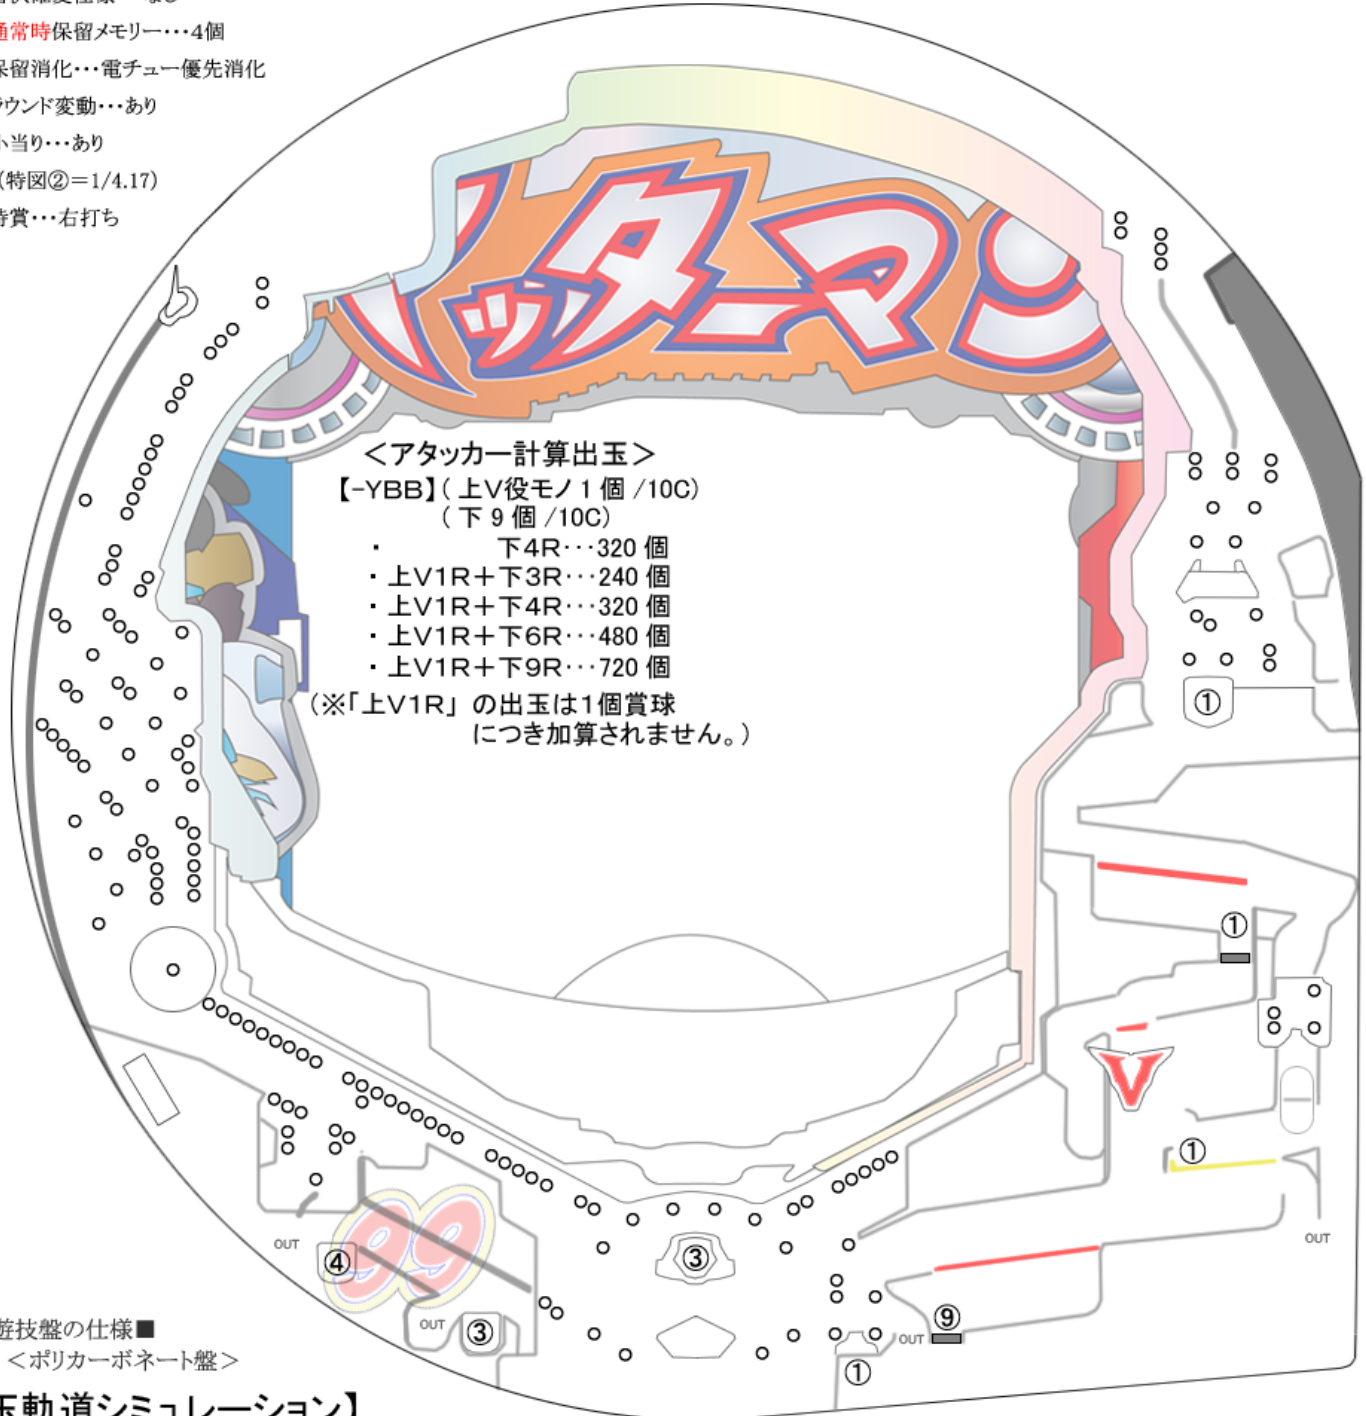 通常時保留メモリー･･･4個
保留消化･･･電チュー優先消化
ラウンド変動･･･あり
小当り･･･あり
(特図②＝1/4.17)
･･･右打ち
ッターマン
＜アタッカー計算出玉＞
【-YBB】( 上V役モノ1個 /10C)
( 下9個 /10C)
・ 下4R･･･320個
・上V1R＋下3R･･･240個
・上V1R＋下4R･･･320個
・上V1R＋下6R･･･480個
・上V1R＋下9R･･･720個
(※「上V1R」の出玉は1個賞球
につき加算されません。)
①
①
V
①
OUT
99
OUT
④
③
OUT
③
OUT
⑨
①
遊技盤の仕様■
＜ポリカーボネート盤＞
玉軌道シミュレーション】